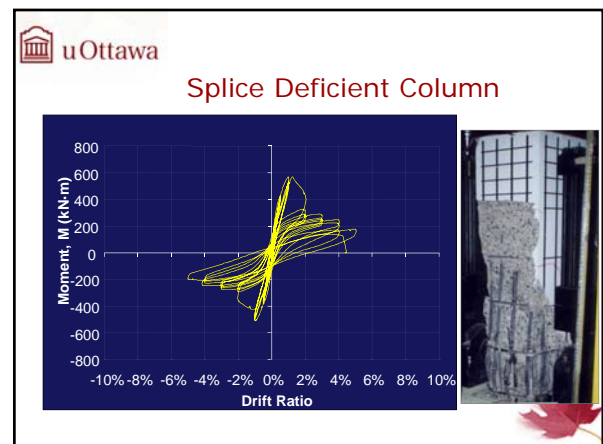 uOttawa
Splice Deficient Column
Moment, M (kN-m)
800
600
400
200
0
-200
-400
-600
-800
-10% -8% -6% -4% -2% 0% 2% 4% 6% 8% 10%
Drift Ratio